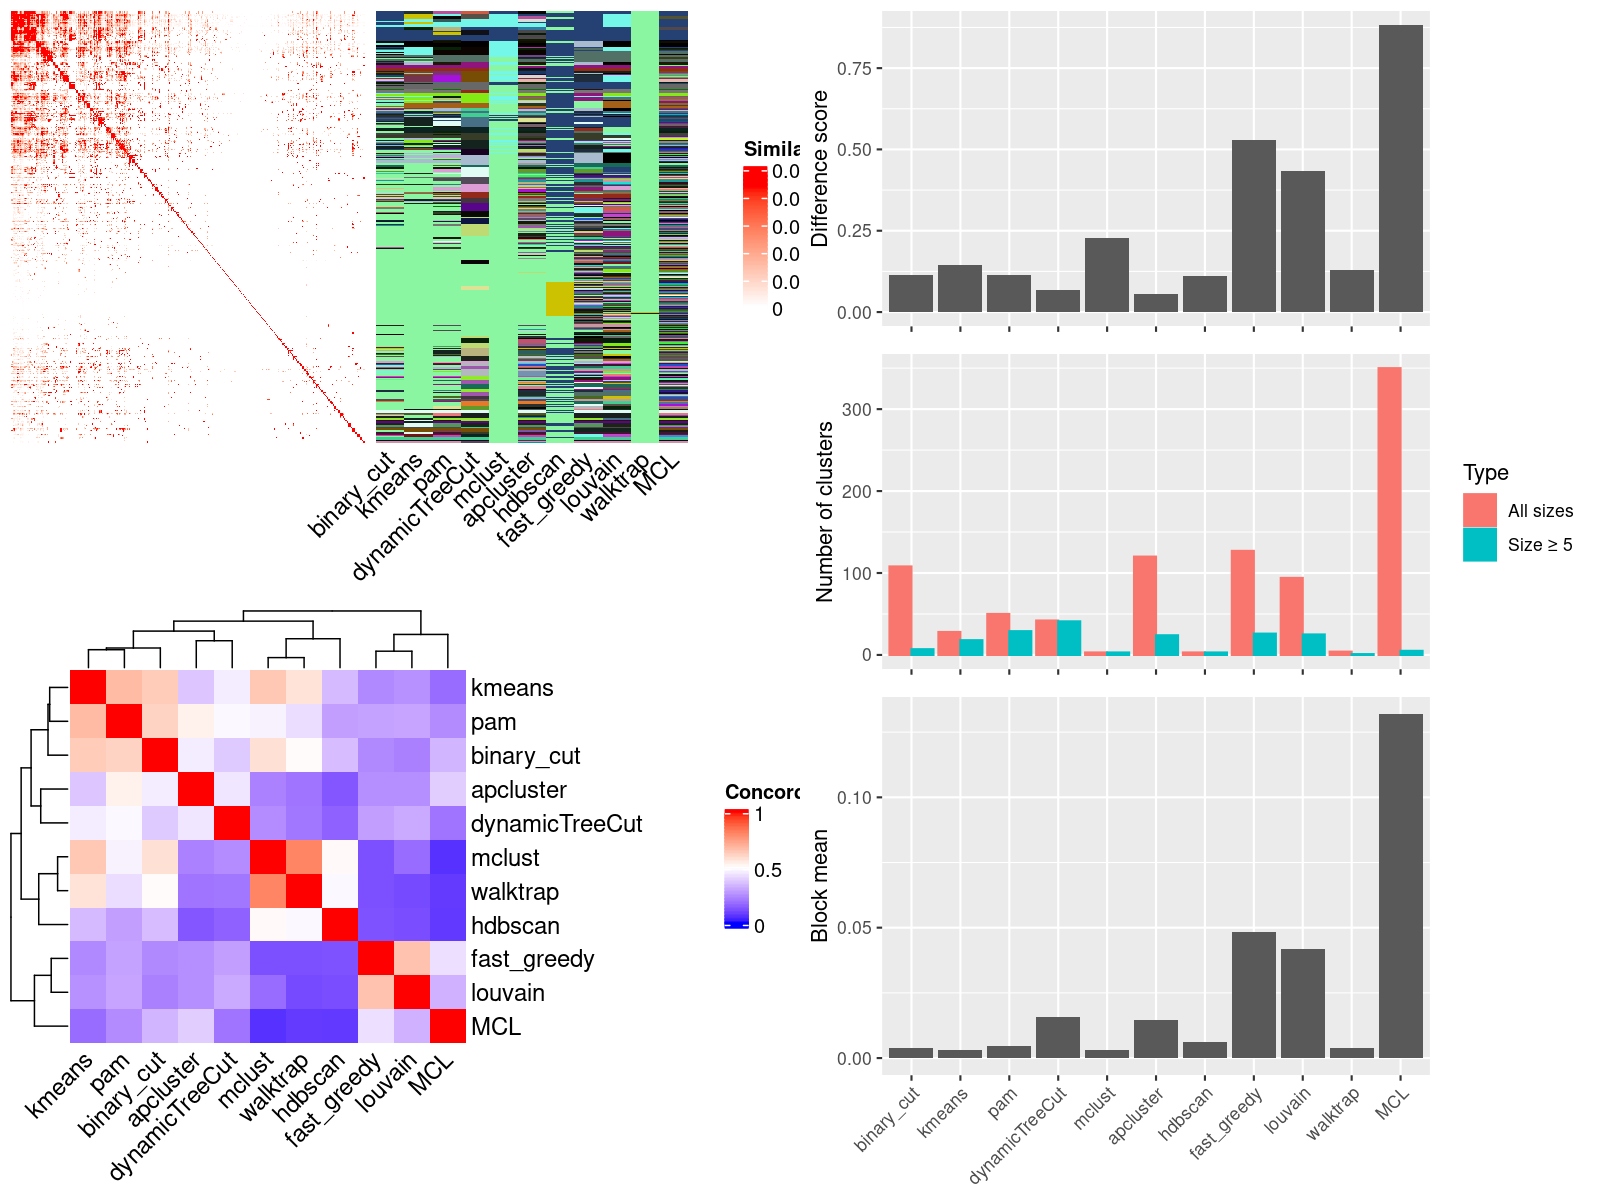 Simila
0.0
0.0
0.0
0.0
0
binary_cut
kmeans
pam
dynamicTreeCut
mclust
apcluster
hdbscan
fast_greedy
louvain
walktrap
MCL
kmeans
pam
binary_cut
apcluster
dynamicTreeCut
mclust
walktrap
hdbscan
fast_greedy
louvain
MCL
kmeans
pam
binary_cut
apcluster
dynamicTreeCut
mclust
walktrap
hdbscan
fast_greedy
louvain
MCL
Concord
1
0.5
0
Difference score
0.75
0.50
0.25
0.00
Number of clusters
300
200
100
0
Type
All sizes
Size ≥ 5
Block mean
0.10
0.05
0.00
binary_cut
kmeans
pam
dynamicTreeCut
mclust
apcluster
hdbscan
fast_greedy
louvain
walktrap
MCL